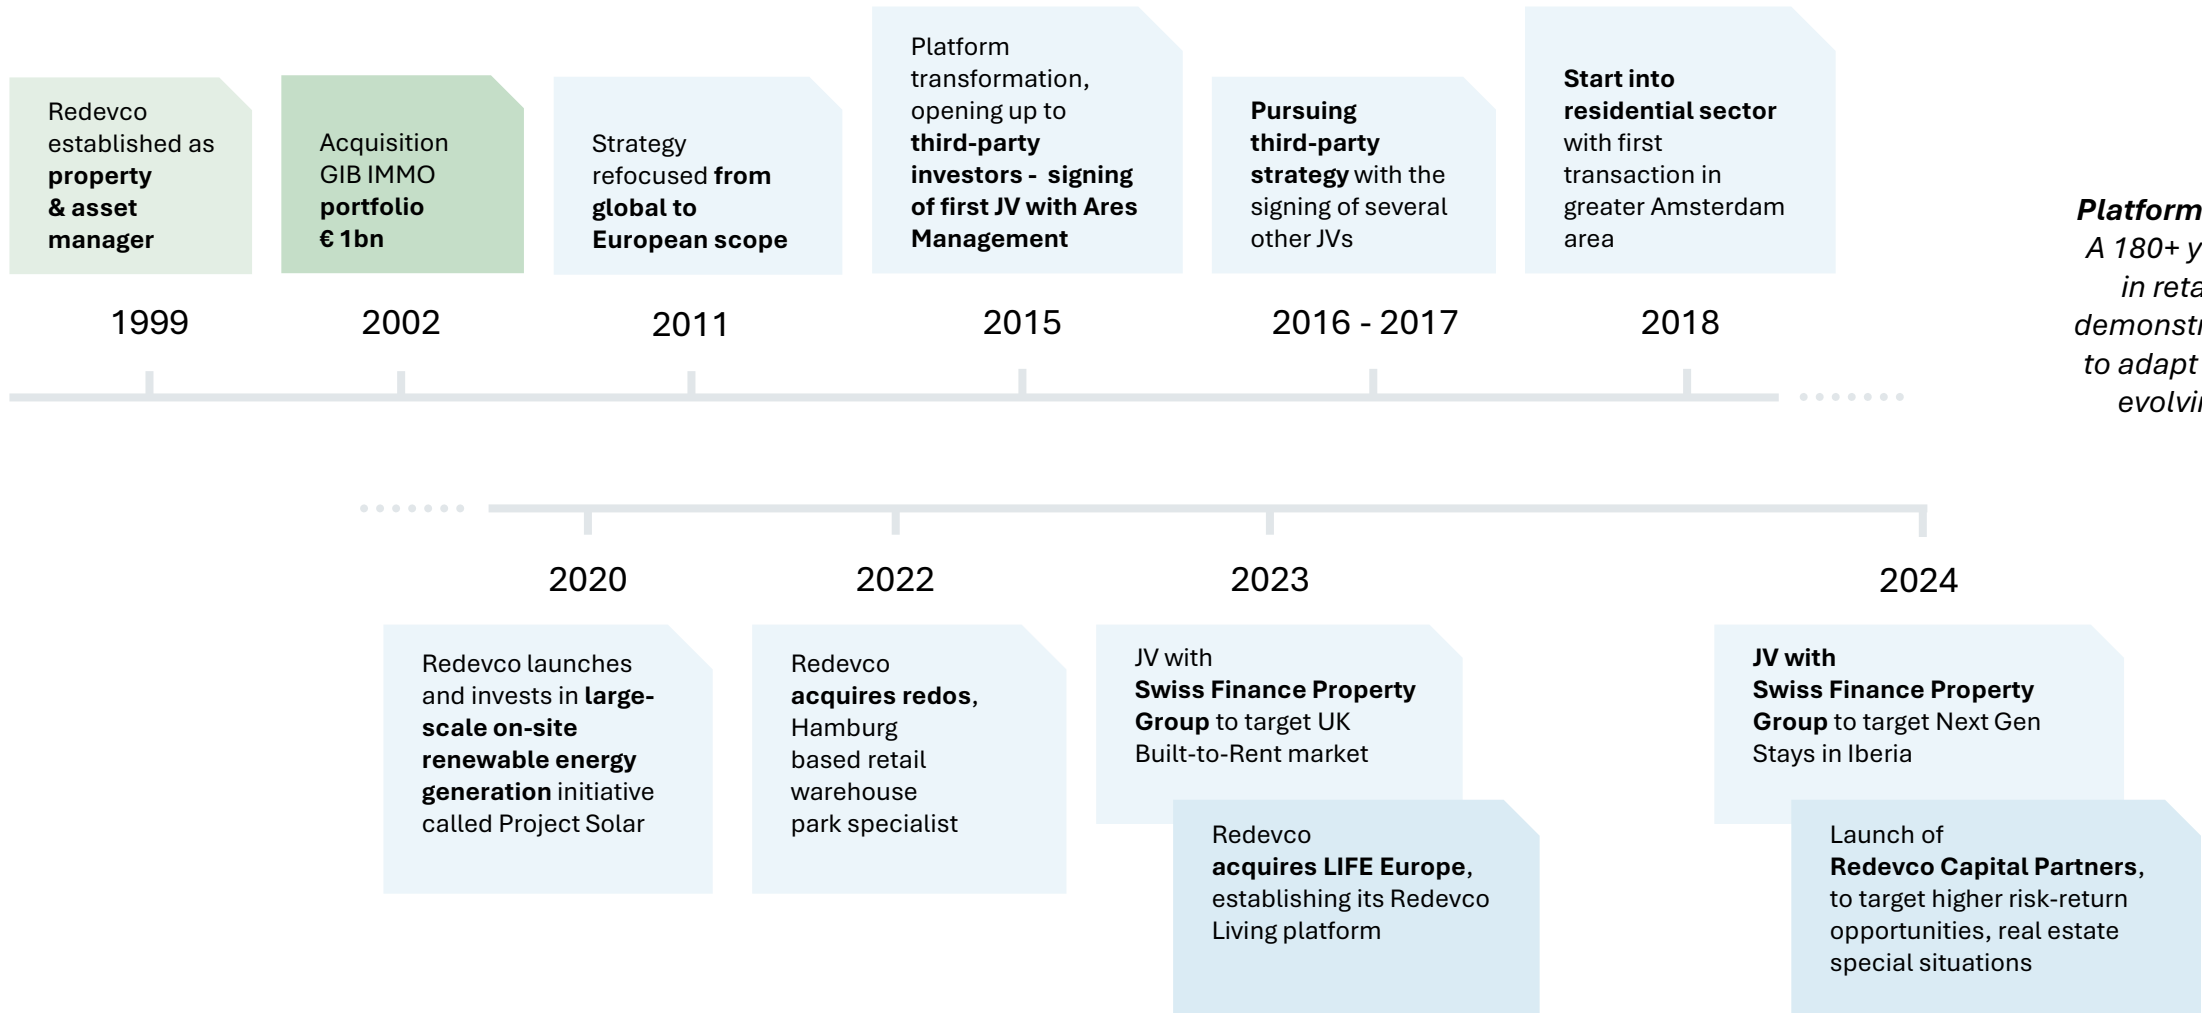 Redevco
established as
property
& asset
manager
Acquisition
GIB IMMO
portfolio
€ 1bn
Strategy
refocused from
global to
European scope
Platform
transformation,
opening up to
third-party
investors - signing
of first JV with Ares
Management
Pursuing
third-party
strategy with the
signing of several
other JVs
Start into
residential sector
with first
transaction in
greater Amsterdam
area
1999
2002
2011
2015
2016 - 2017
2018
Platform
A 180+
in
to adapt
2020
2022
2023
2024
Redevco launches
and invests in large-
scale on-site
renewable energy
generation initiative
called Project Solar
Redevco
acquires redos,
Hamburg
based retail
warehouse
park specialist
JV with
Swiss Finance Property
Group to target UK
Built-to-Rent market
Redevco
acquires LIFE Europe,
establishing its Redevco
Living platform
JV with
Swiss Finance Property
Group to target Next Gen
Stays in Iberia
Launch of
Redevco Capital Partners,
to target higher risk-return
opportunities, real estate
special situations